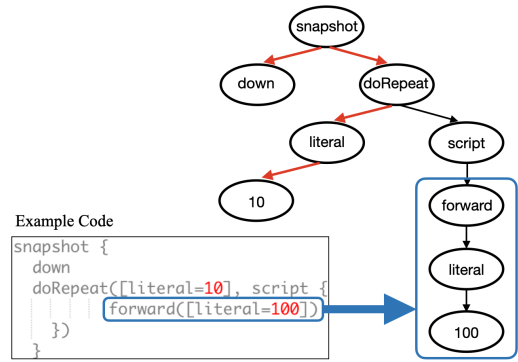 snapshot
down
doRepeat
literal
script
10
forward
literal
100
Example Code
snapshot {
down
doRepeat([literal=10], script {
forward([literal=100])
})
}